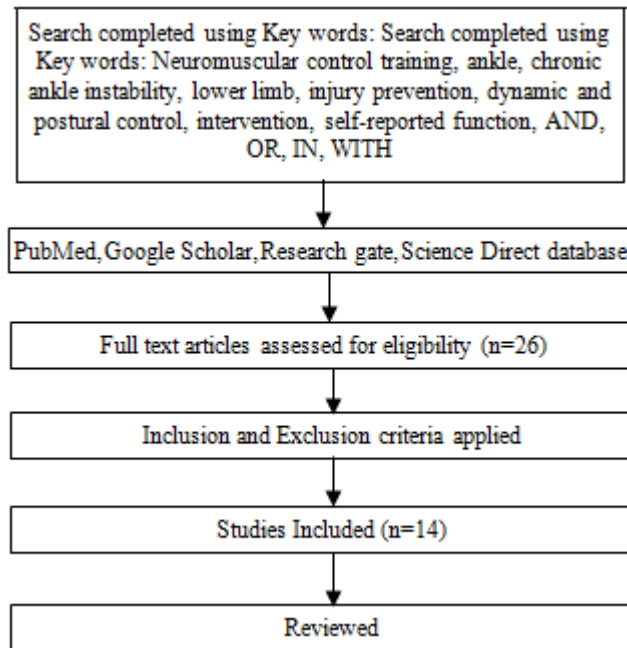 Search completed using Key words: Search completed using
Key words: Neuromuscular control training, ankle, chronic
ankle instability, lower limb, injury prevention, dynamic and
postural control, intervention, self-reported function, AND,
OR, IN, WITH
PubMed,Google Scholar,Research gate,Science Direct database
Full text articles assessed for eligibility (n=26)
Inclusion and Exclusion criteria applied
Studies Included (n=14)
Reviewed